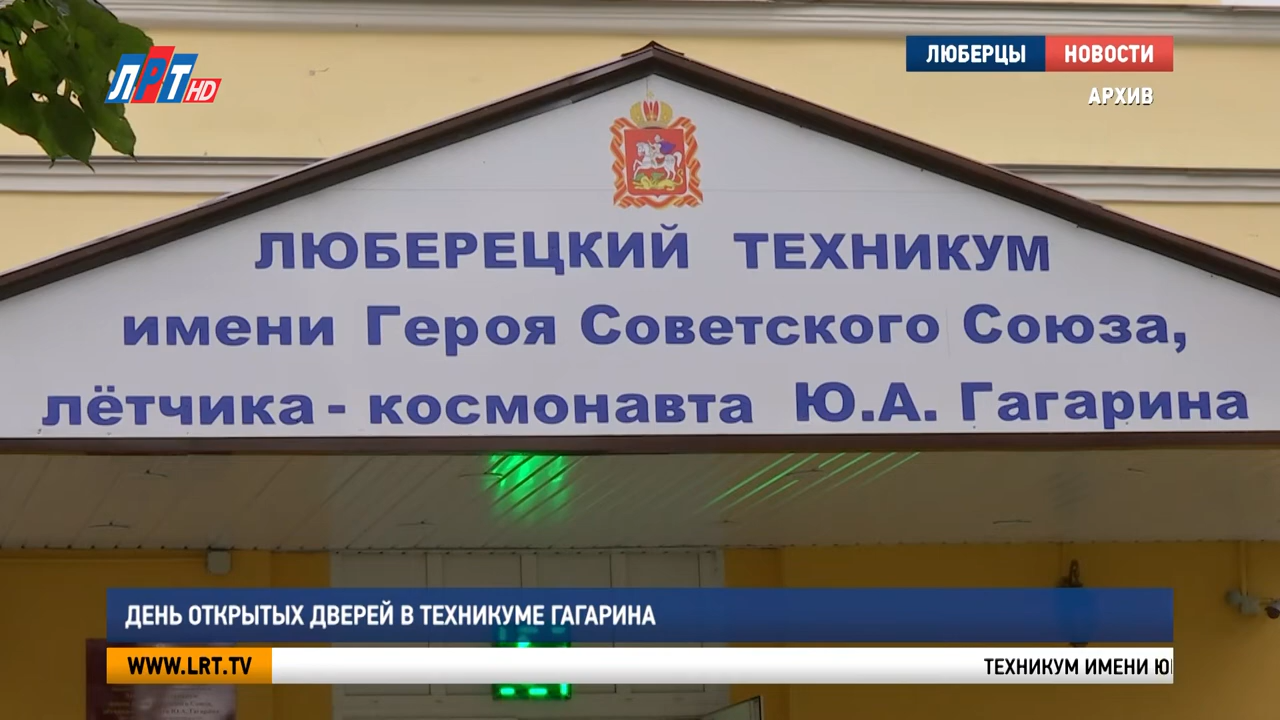 ЛРТ HD
ЛЮБЕРЦЫ НОВОСТИ
АРХИВ
ЛЮБЕРЕЦКИЙ ТЕХНИКУМ
имени Героя Советского Союза,
лётчика - космонавта Ю.А. Гагарина
ДЕНЬ ОТКРЫТЫХ ДВЕРЕЙ В ТЕХНИКУМЕ ГАГАРИНА
WWW.LRT.TV ТЕХНИКУМ ИМЕНИ